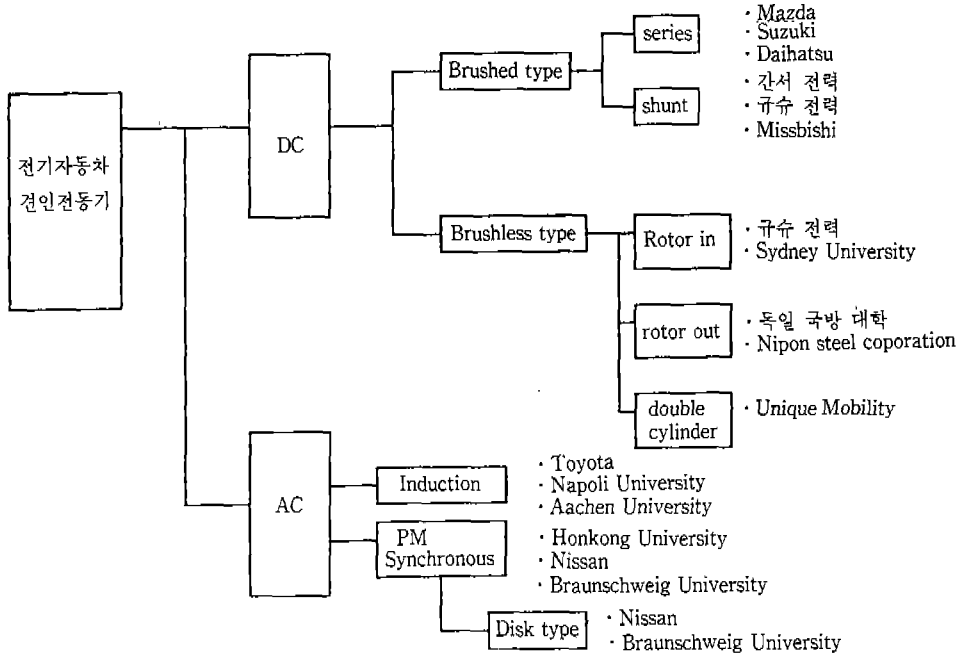 전기자동차
견인전동기
DC
Brushed type
series
· Mazda
· Suzuki
· Daihatsu
shunt
· 간서 전력
· 규슈 전력
· Missbishi
Brushless type
Rotor in
· 규슈 전력
· Sydney University
rotor out
· 독일 국방 대학
· Nipon steel coporation
double
cylinder
· Unique Mobility
AC
Induction
· Toyota
· Napoli University
· Aachen University
PM
Synchronous
· Honkong University
· Nissan
· Braunschweig University
Disk type
· Nissan
· Braunschweig University